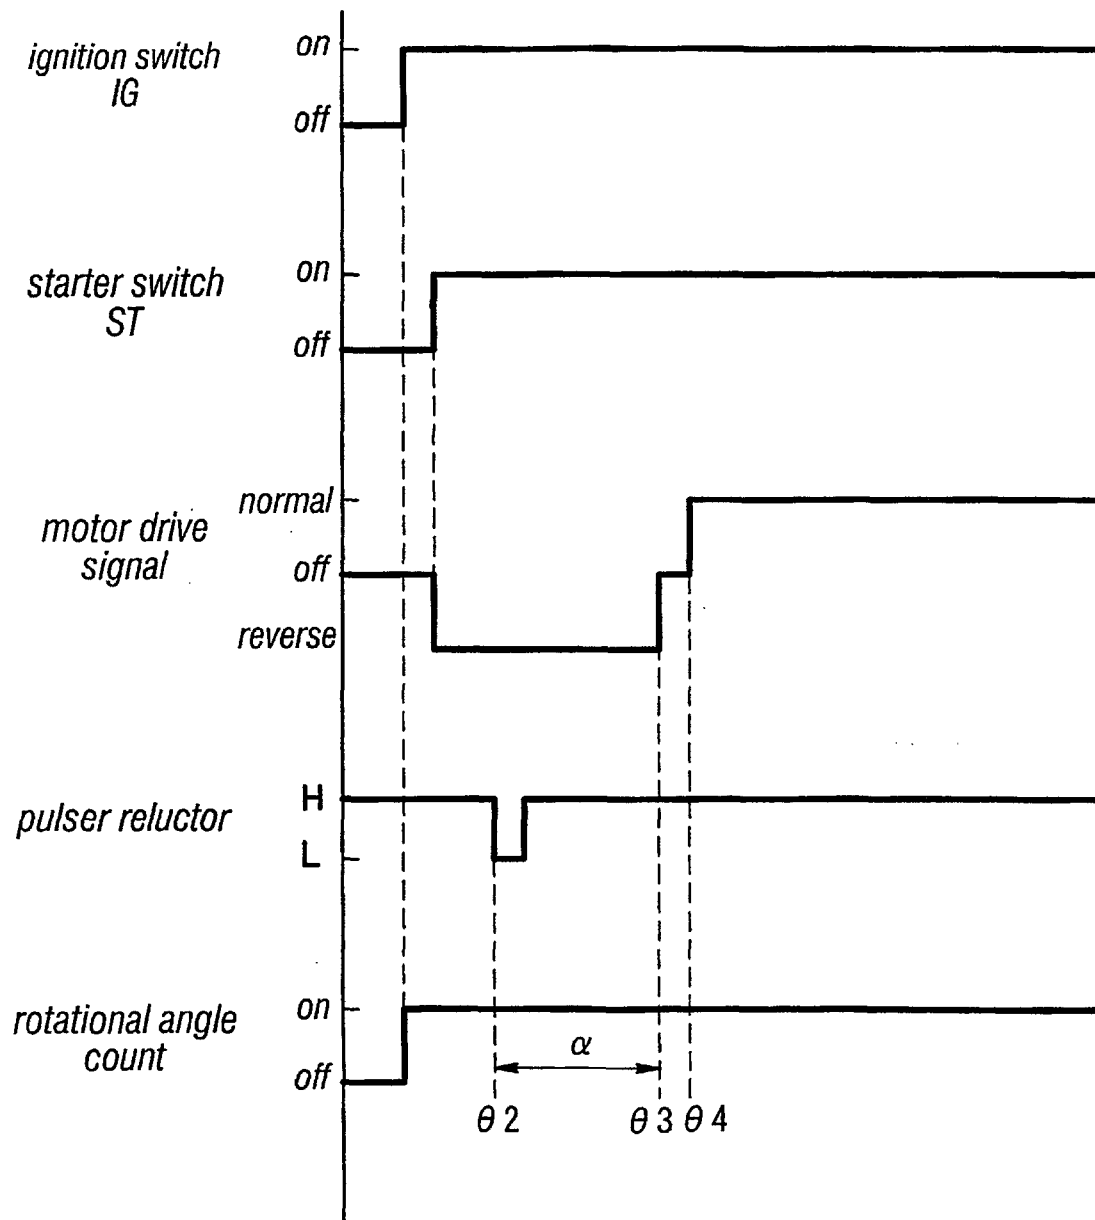 ignition switch
IG
on
off
starter switch
ST
on
off
motor drive
signal
normal
off
reverse
pulser reluctor
H
L
rotational angle
count
on
off
α
θ2
θ3 θ4